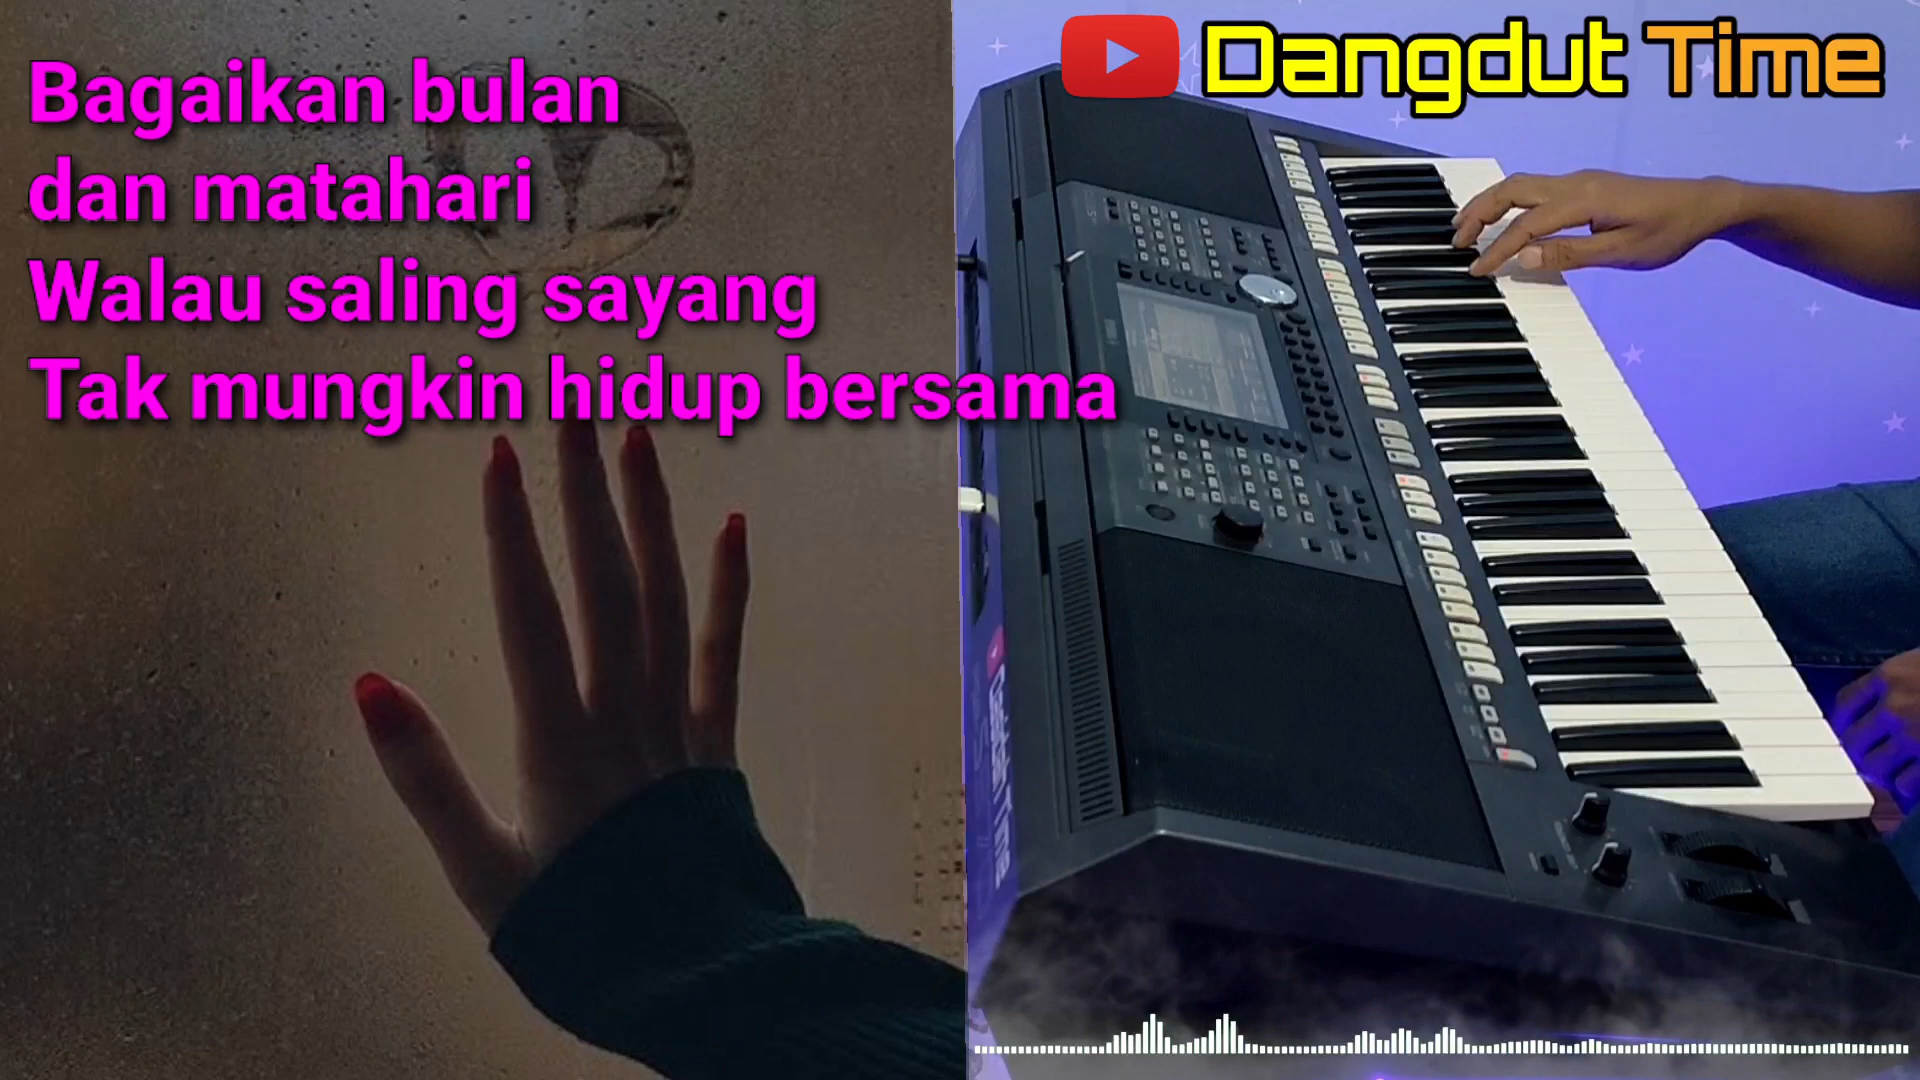 Bagaikan bulan
dan matahari
Walau saling sayang
Tak mungkin hidup bersama
Dangdut Time